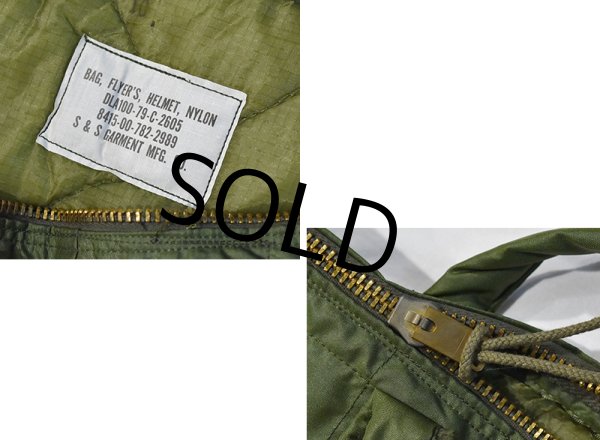 BAG, FLYER'S, HELMET, NYLON
DLA100-79-C-2605
8415-00-782-2989
S & S GARMENT MFG.
SOLD